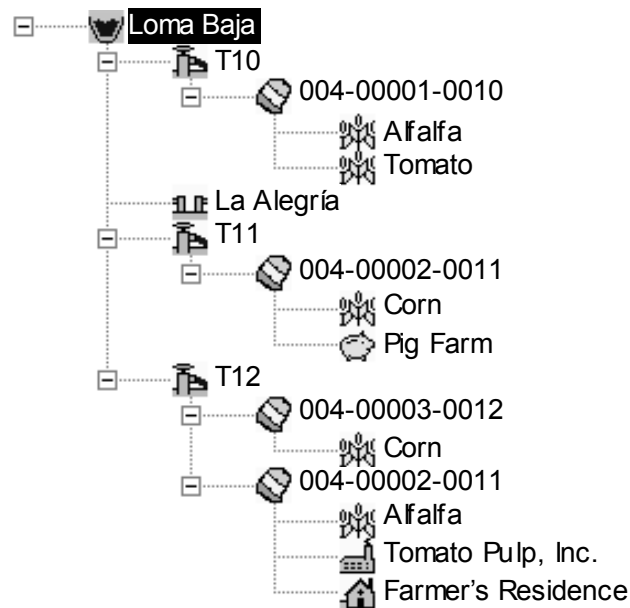 Loma Baja
T10
004-00001-0010
Alfalfa
Tomato
La Alegría
T11
004-00002-0011
Corn
Pig Farm
T12
004-00003-0012
Corn
004-00002-0011
Alfalfa
Tomato Pulp, Inc.
Farmer's Residence